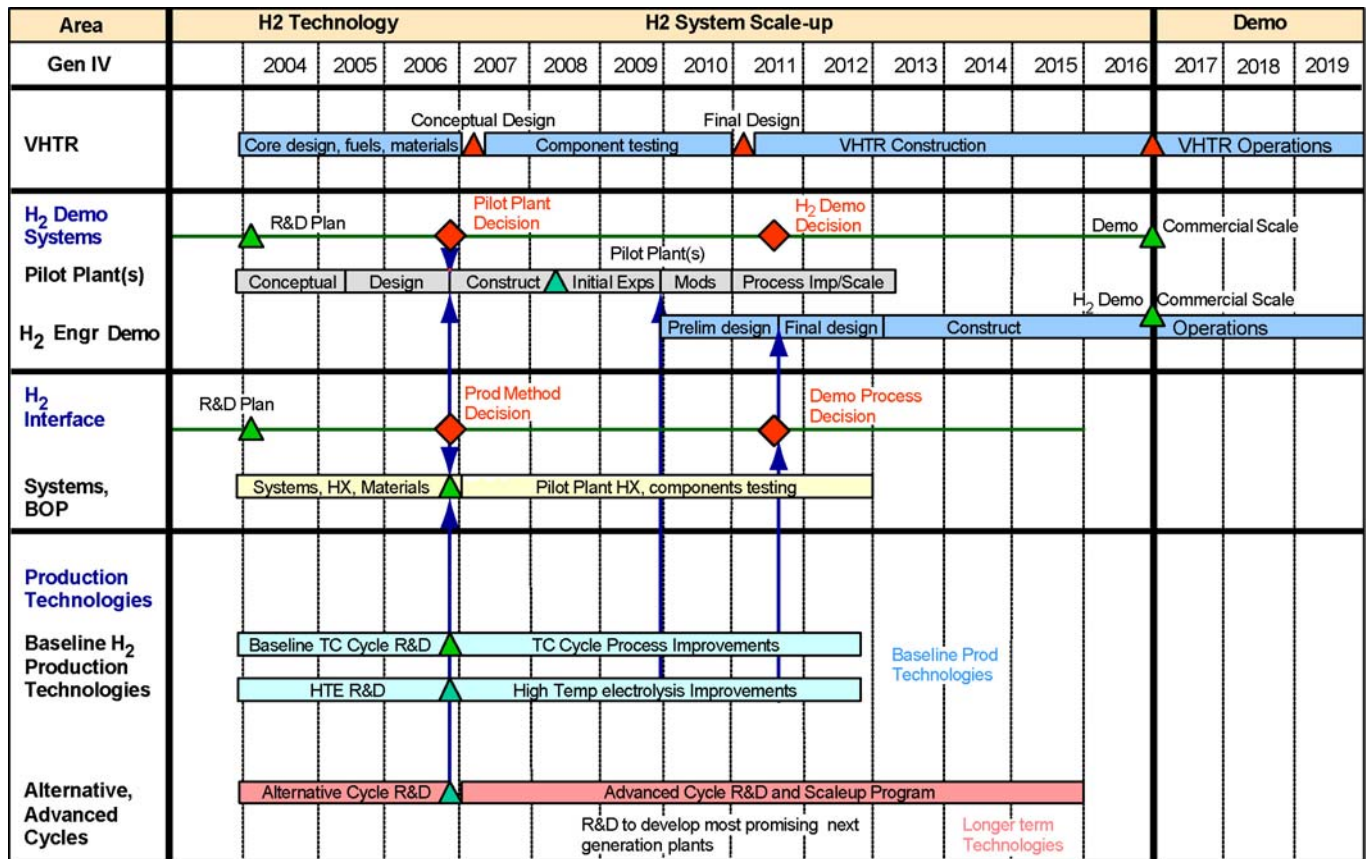 Area H2 Technology H2 System Scale-up Demo
Gen IV 2004 2005 2006 2007 2008 2009 2010 2011 2012 2013 2014 2015 2016 2017 2018 2019
Conceptual Design Final Design
VHTR Core design, fuels, materials Component testing VHTR Construction VHTR Operations
H2 Demo
Systems
R&D Plan
Pilot Plant
Decision
H2 Demo
Decision
Demo Commercial Scale
Pilot Plant(s)
Pilot Plant(s) Conceptual Design Construct Initial Exps Mods Process Imp/Scale
H2 Demo Commercial Scale
H2 Engr Demo Prelim design Final design Construct Operations
H2
Interface
R&D Plan
Prod Method
Decision
Demo Process
Decision
Systems,
BOP
Systems, HX, Materials Pilot Plant HX, components testing
Production
Technologies
Baseline H2
Production
Technologies
Baseline TC Cycle R&D TC Cycle Process Improvements
HTE R&D High Temp electrolysis Improvements
Baseline Prod
Technologies
Alternative,
Advanced
Cycles
Alternative Cycle R&D Advanced Cycle R&D and Scaleup Program
R&D to develop most promising next
generation plants
Longer term
Technologies